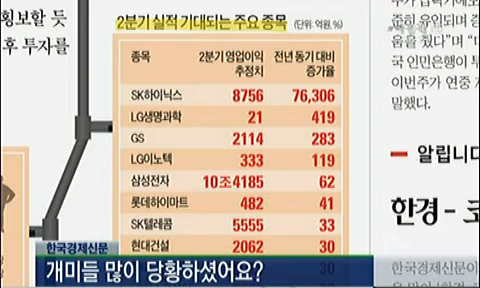 횡보할 듯
후 투자를
2분기 실적 기대되는 주요 종목 (단위: 억원, %)
종목 2분기 영업이익 추정치 전년 동기 대비 증가율
SK하이닉스 8756 76,306
LG생명과학 21 419
GS 2114 283
LG이노텍 333 119
삼성전자 10조4185 62
롯데하이마트 482 41
SK텔레콤 5555 33
현대건설 2062 30
30
준히 유인되며 증
움을 줬다”며 “미
국 인민은행이 부
이번주가 연중 저
말했다.
알립니다
한경 - 코
한국경제신문이
한국경제신문
개미들 많이 당황하셨어요?